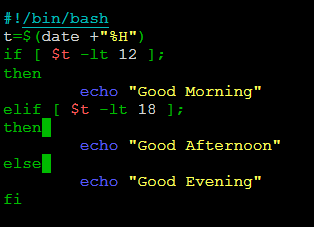 #!/bin/bash
t=$(date +"%H")
if [ $t -lt 12 ];
then
        echo "Good Morning"
elif [ $t -lt 18 ];
then
        echo "Good Afternoon"
else
        echo "Good Evening"
fi